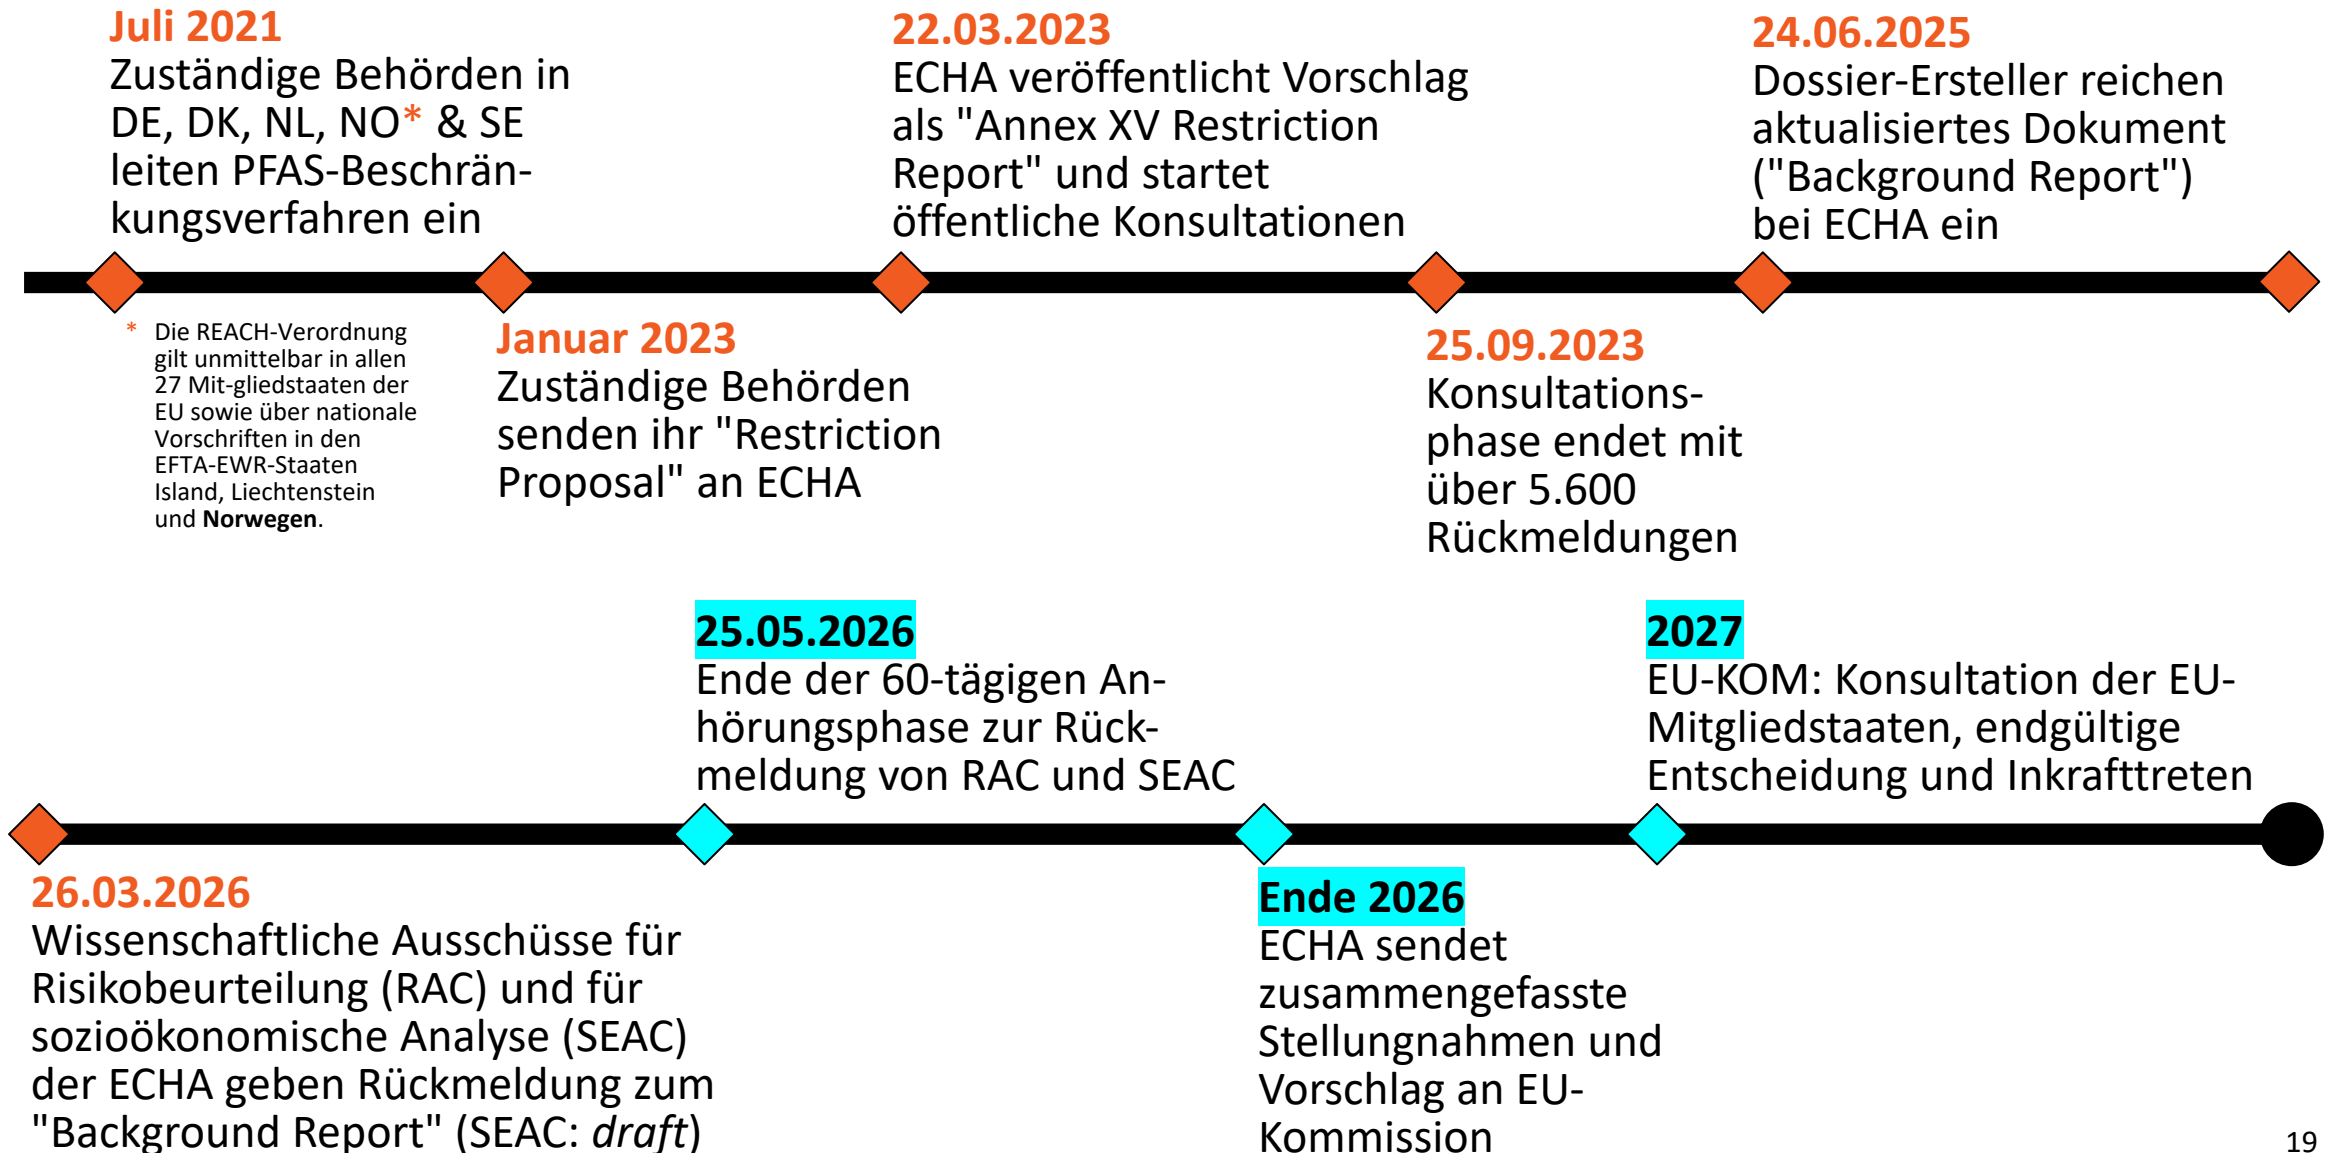 Juli 2021
Zuständige Behörden in
DE, DK, NL, NO* & SE
leiten PFAS-Beschrän-
kungsverfahren ein
22.03.2023
ECHA veröffentlicht Vorschlag
als "Annex XV Restriction
Report" und startet
öffentliche Konsultationen
24.06.2025
Dossier-Ersteller reichen
aktualisiertes Dokument
("Background Report")
bei ECHA ein
* Die REACH-Verordnung
gilt unmittelbar in allen
27 Mit-gliedstaaten der
EU sowie über nationale
Vorschriften in den
EFTA-EWR-Staaten
Island, Liechtenstein
und Norwegen.
Januar 2023
Zuständige Behörden
senden ihr "Restriction
Proposal" an ECHA
25.09.2023
Konsultations-
phase endet mit
über 5.600
Rückmeldungen
25.05.2026
Ende der 60-tägigen An-
hörungsphase zur Rück-
meldung von RAC und SEAC
2027
EU-KOM: Konsultation der EU-
Mitgliedstaaten, endgültige
Entscheidung und Inkrafttreten
26.03.2026
Wissenschaftliche Ausschüsse für
Risikobeurteilung (RAC) und für
sozioökonomische Analyse (SEAC)
der ECHA geben Rückmeldung zum
"Background Report" (SEAC: draft)
Ende 2026
ECHA sendet
zusammengefasste
Stellungnahmen und
Vorschlag an EU-
Kommission
19